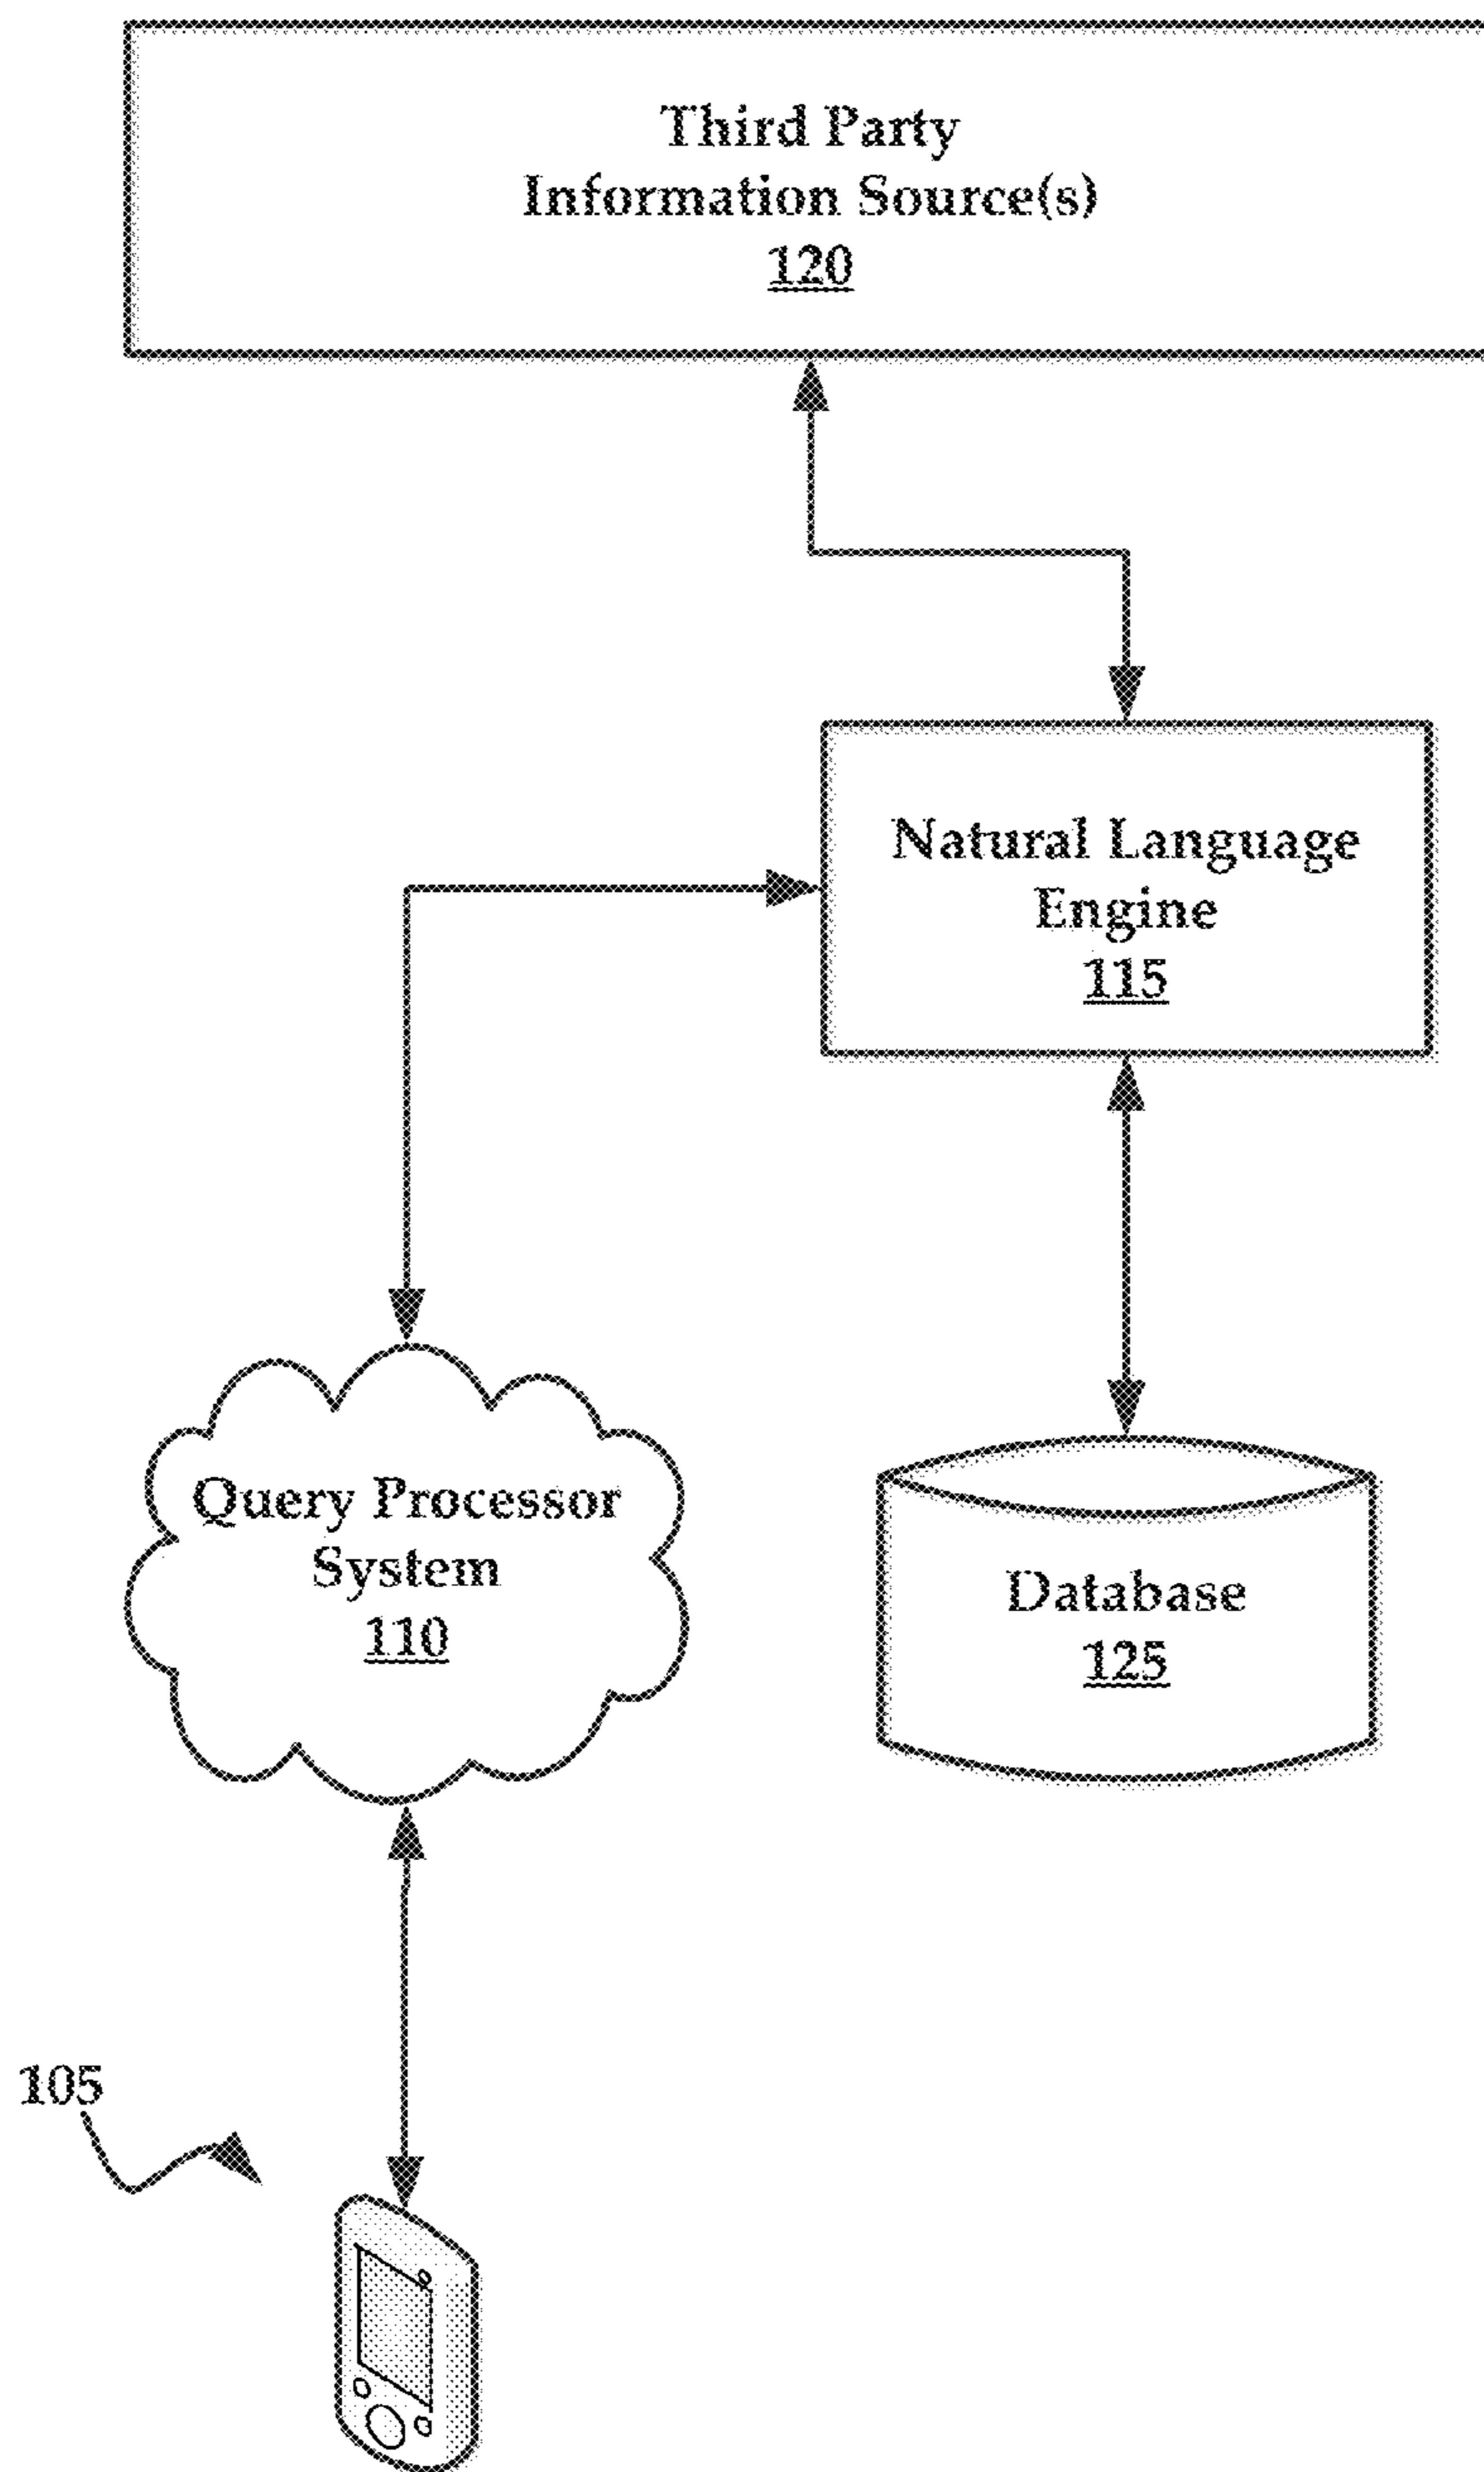 Third Party
Information Source(s)
120
Natural Language
Engine
115
Query Processor
System
110
Database
125
105